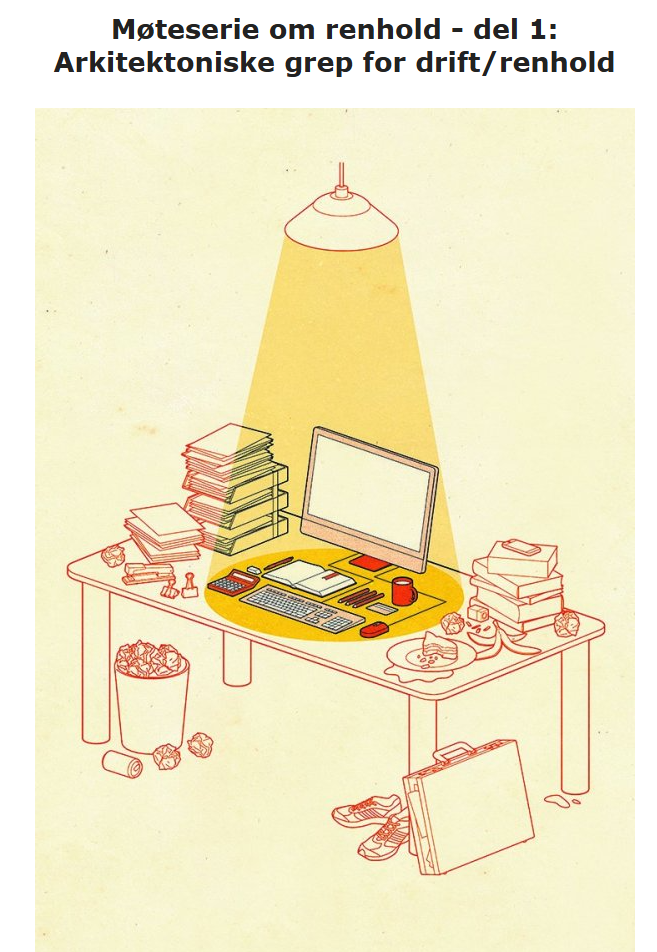 Møteserie om renhold - del 1:
Arkitektoniske grep for drift/renhold